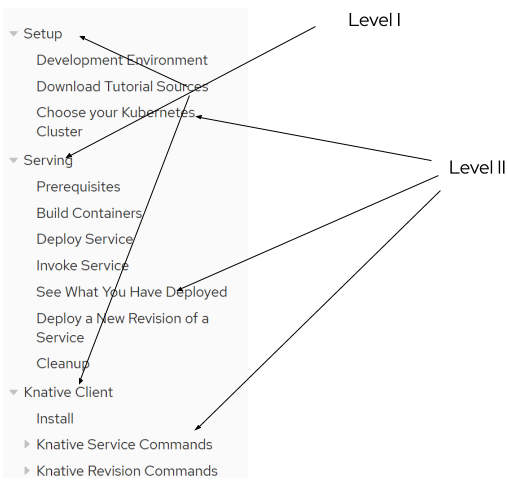 Level I
Setup
Development Environment
Download Tutorial Sources
Choose your Kubernetes
Cluster
Serving
Level II
Prerequisites
Build Containers
Deploy Service
Invoke Service
See What You Have Deployed
Deploy a New Revision of a
Service
Cleanup
Knative Client
Install
Knative Service Commands
Knative Revision Commands